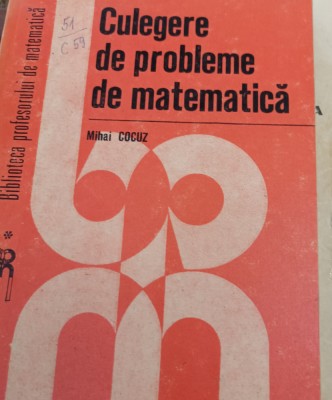 Culegere
de probleme
de matematică
Mihai COCUZ
Biblioteca profesorului de matematică
51
C 59
A